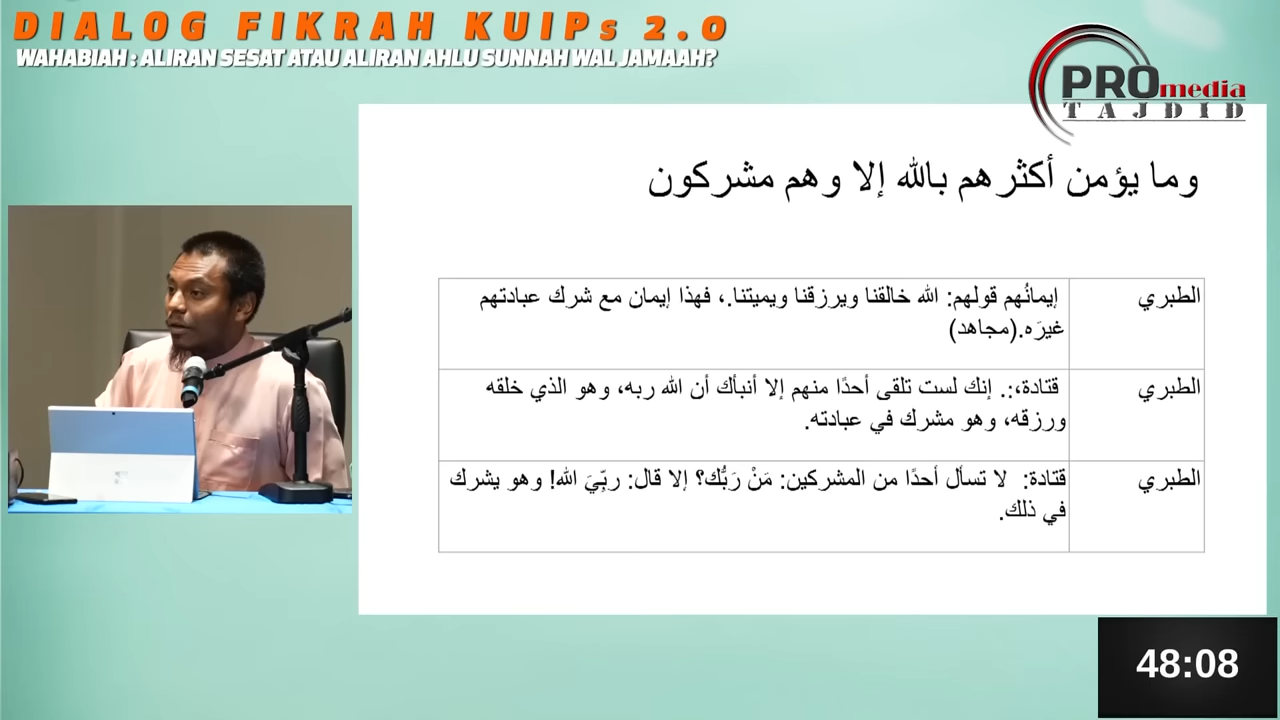 DIALOG FIKRAH KUIPs 2.0
WAHABIAH : ALIRAN SESAT ATAU ALIRAN AHLU SUNNAH WAL JAMAAH?
PROmedia
TAJDID
وما يؤمن أكثرهم بالله إلا وهم مشركون
الطبري
إيمانُهم قولهم: الله خالقنا ويرزقنا ويميتنا.، فهذا إيمان مع شرك عبادتهم
غيرَه.(مجاهد)
الطبري
قتادة،:. إنك لست تلقى أحدًا منهم إلا أنبأك أن الله ربه، وهو الذي خلقه
ورزقه، وهو مشرك في عبادته.
الطبري
قتادة: لا تسأل أحدًا من المشركين: مَنْ رَبُّك؟ إلا قال: ربِّيَ الله! وهو يشرك
في ذلك.
48:08